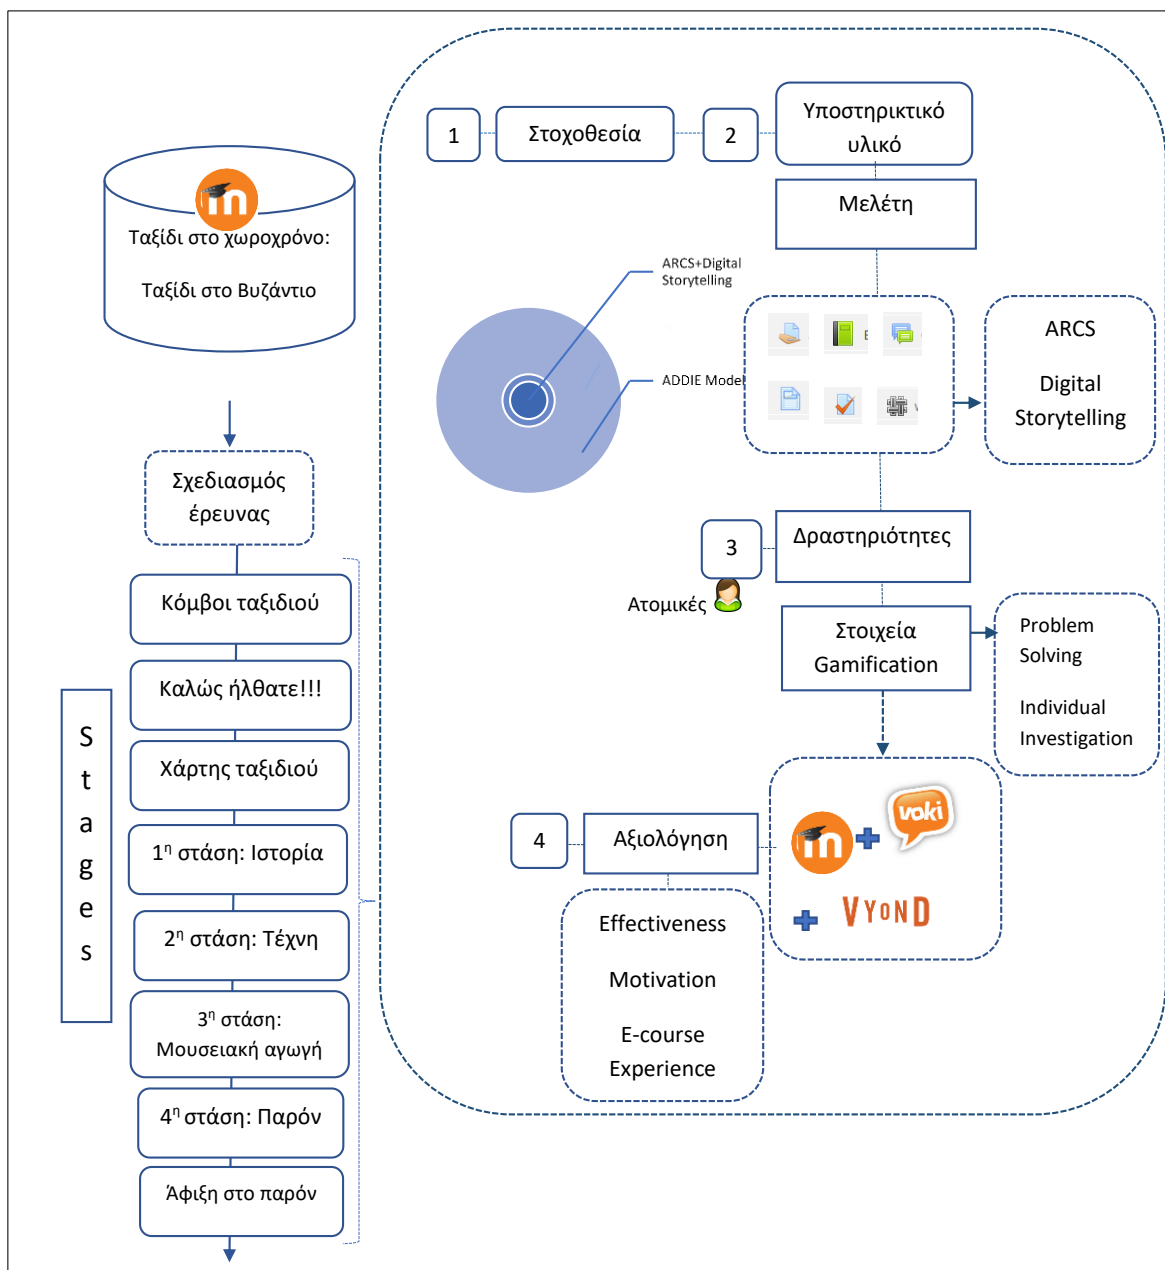 Ταξίδι στο χωροχρόνο:
Ταξίδι στο Βυζάντιο
Σχεδιασμός
έρευνας
Stages
Κόμβοι ταξιδιού
Καλώς ήλθατε!!!
Χάρτης ταξιδιού
1η στάση: Ιστορία
2η στάση: Τέχνη
3η στάση:
Μουσειακή αγωγή
4η στάση: Παρόν
Άφιξη στο παρόν
1
Στοχοθεσία
2
Υποστηρικτικό
υλικό
Μελέτη
ARCS+Digital
Storytelling
ADDIE Model
ARCS
Digital
Storytelling
3
Δραστηριότητες
Ατομικές
Στοιχεία
Gamification
Problem
Solving
Individual
Investigation
voki
VYOND
4
Αξιολόγηση
Effectiveness
Motivation
E-course
Experience